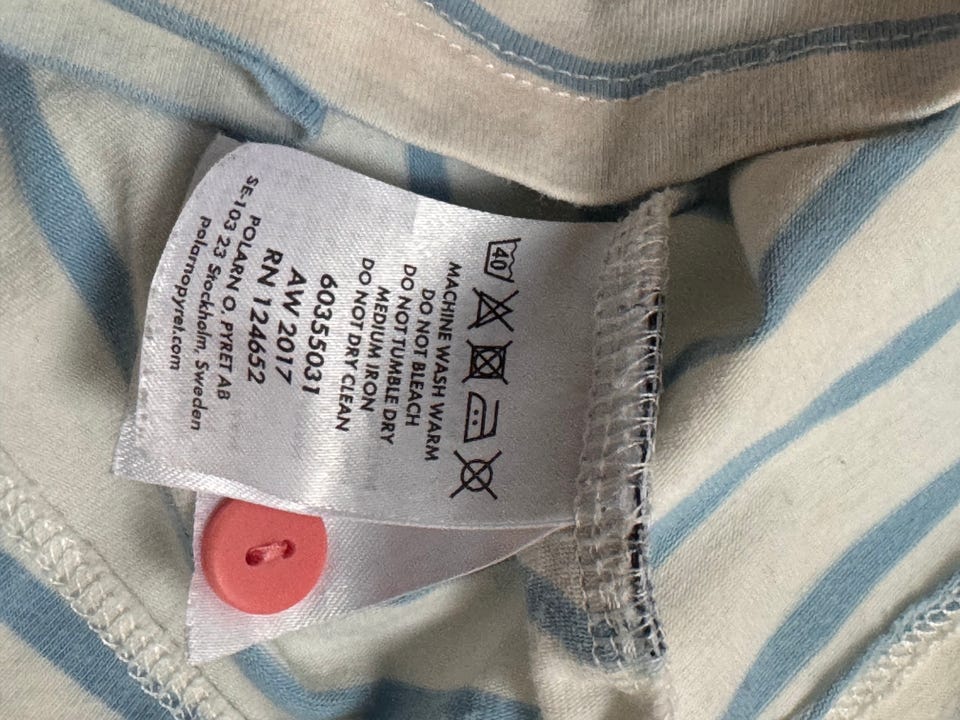 40
MACHINE WASH WARM
DO NOT BLEACH
DO NOT TUMBLE DRY
MEDIUM IRON
DO NOT DRY CLEAN
60355031
AW 2017
RN 124652
POLARN O. PYRET AB
SE-103 23 Stockholm, Sweden
polarnopyret.com